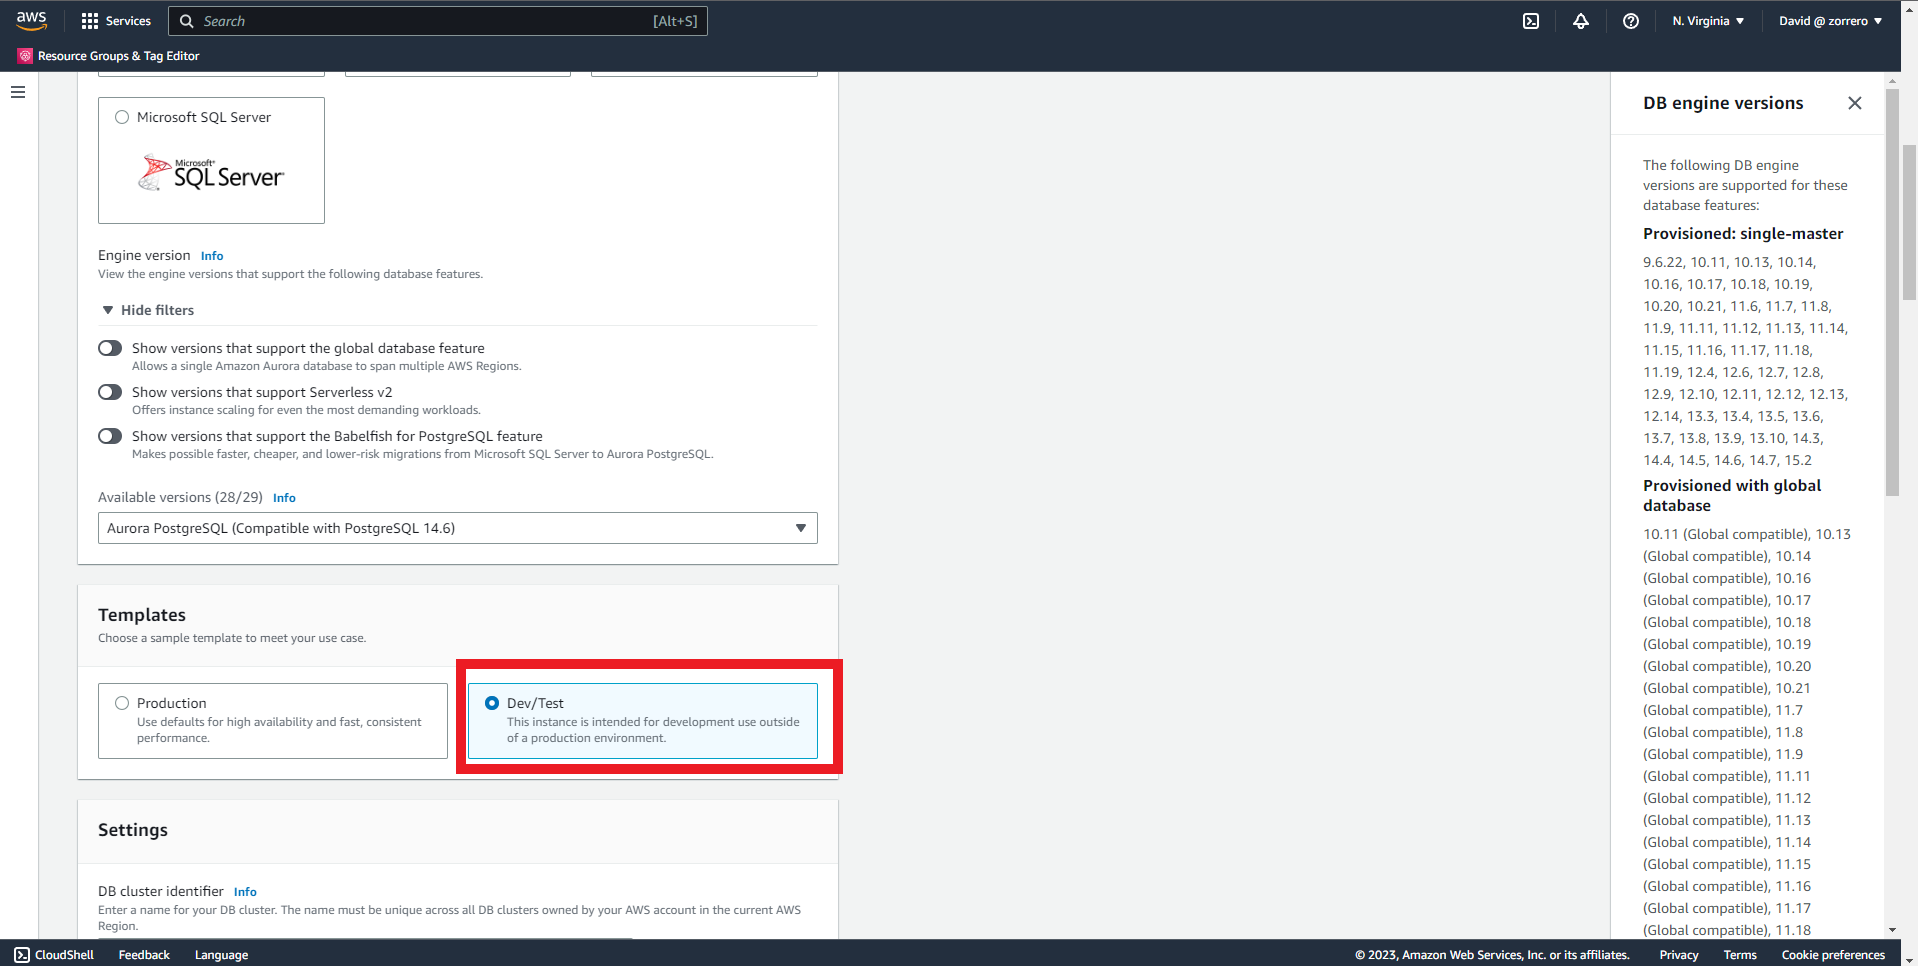 aws
Services
Search
[Alt+S]
N. Virginia
David @ zorrero
Resource Groups & Tag Editor
Microsoft SQL Server
Microsoft
SQL Server
Engine version Info
View the engine versions that support the following database features.
Hide filters
Show versions that support the global database feature
Allows a single Amazon Aurora database to span multiple AWS Regions.
Show versions that support Serverless v2
Offers instance scaling for even the most demanding workloads.
Show versions that support the Babelfish for PostgreSQL feature
Makes possible faster, cheaper, and lower-risk migrations from Microsoft SQL Server to Aurora PostgreSQL.
Available versions (28/29) Info
Aurora PostgreSQL (Compatible with PostgreSQL 14.6)
Templates
Choose a sample template to meet your use case.
Production
Use defaults for high availability and fast, consistent
performance.
Dev/Test
This instance is intended for development use outside
of a production environment.
Settings
DB cluster identifier Info
Enter a name for your DB cluster. The name must be unique across all DB clusters owned by your AWS account in the current AWS
Region.
DB engine versions
The following DB engine
versions are supported for these
database features:
Provisioned: single-master
9.6.22, 10.11, 10.13, 10.14,
10.16, 10.17, 10.18, 10.19,
10.20, 10.21, 11.6, 11.7, 11.8,
11.9, 11.11, 11.12, 11.13, 11.14,
11.15, 11.16, 11.17, 11.18,
11.19, 12.4, 12.6, 12.7, 12.8,
12.9, 12.10, 12.11, 12.12, 12.13,
12.14, 13.3, 13.4, 13.5, 13.6,
13.7, 13.8, 13.9, 13.10, 14.3,
14.4, 14.5, 14.6, 14.7, 15.2
Provisioned with global
database
10.11 (Global compatible), 10.13
(Global compatible), 10.14
(Global compatible), 10.16
(Global compatible), 10.17
(Global compatible), 10.18
(Global compatible), 10.19
(Global compatible), 10.20
(Global compatible), 10.21
(Global compatible), 11.7
(Global compatible), 11.8
(Global compatible), 11.9
(Global compatible), 11.11
(Global compatible), 11.12
(Global compatible), 11.13
(Global compatible), 11.14
(Global compatible), 11.15
(Global compatible), 11.16
(Global compatible), 11.17
(Global compatible), 11.18
CloudShell
Feedback
Language
© 2023, Amazon Web Services, Inc. or its affiliates.
Privacy
Terms
Cookie preferences